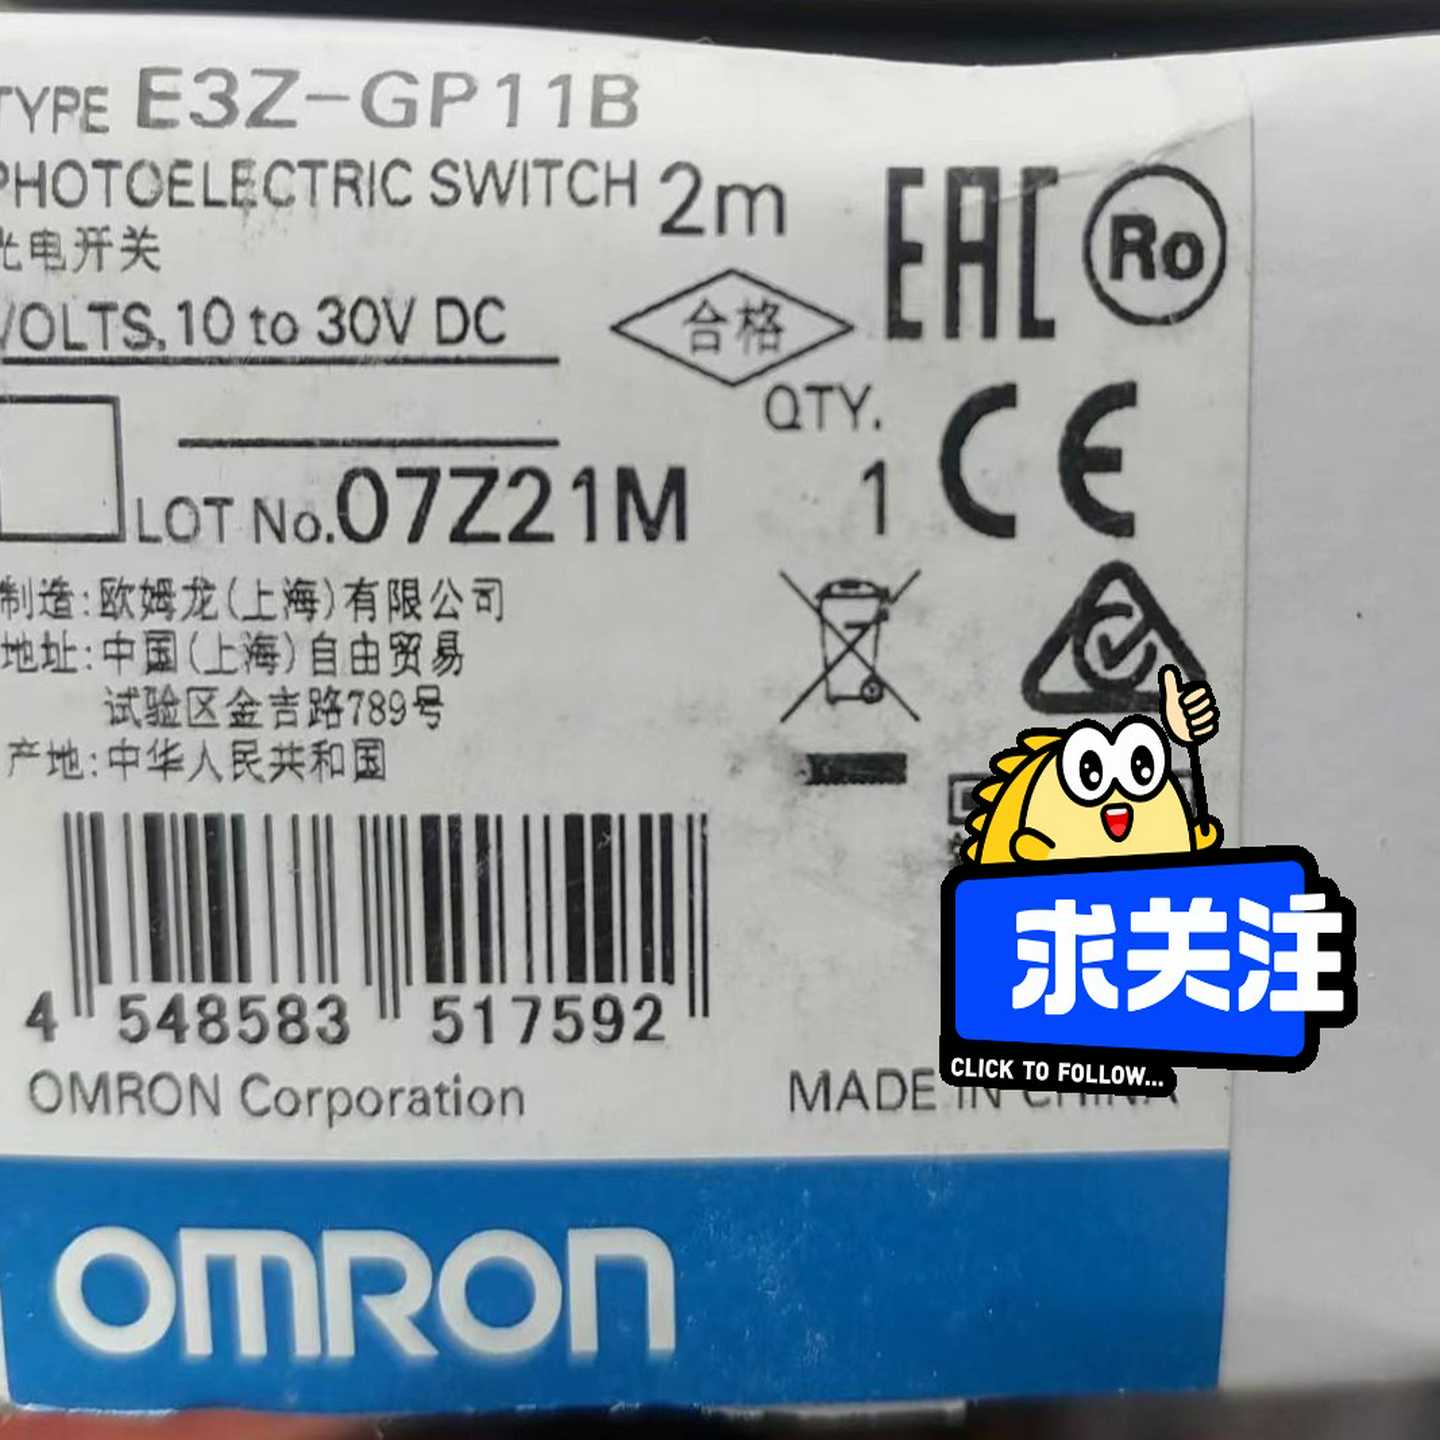 TYPE E3Z-GP11B
PHOTOELECTRIC SWITCH 2m
光电开关
VOLTS. 10 to 30V DC
合格
EAC
Ro
QTY.
1
CE
LOT No. 07Z21M
制造:欧姆龙(上海)有限公司
地址:中国(上海)自由贸易
试验区金吉路789号
产地:中华人民共和国
4 548583 517592
OMRON Corporation
MADE IN CHINA
求关注
CLICK TO FOLLOW...
OMRON